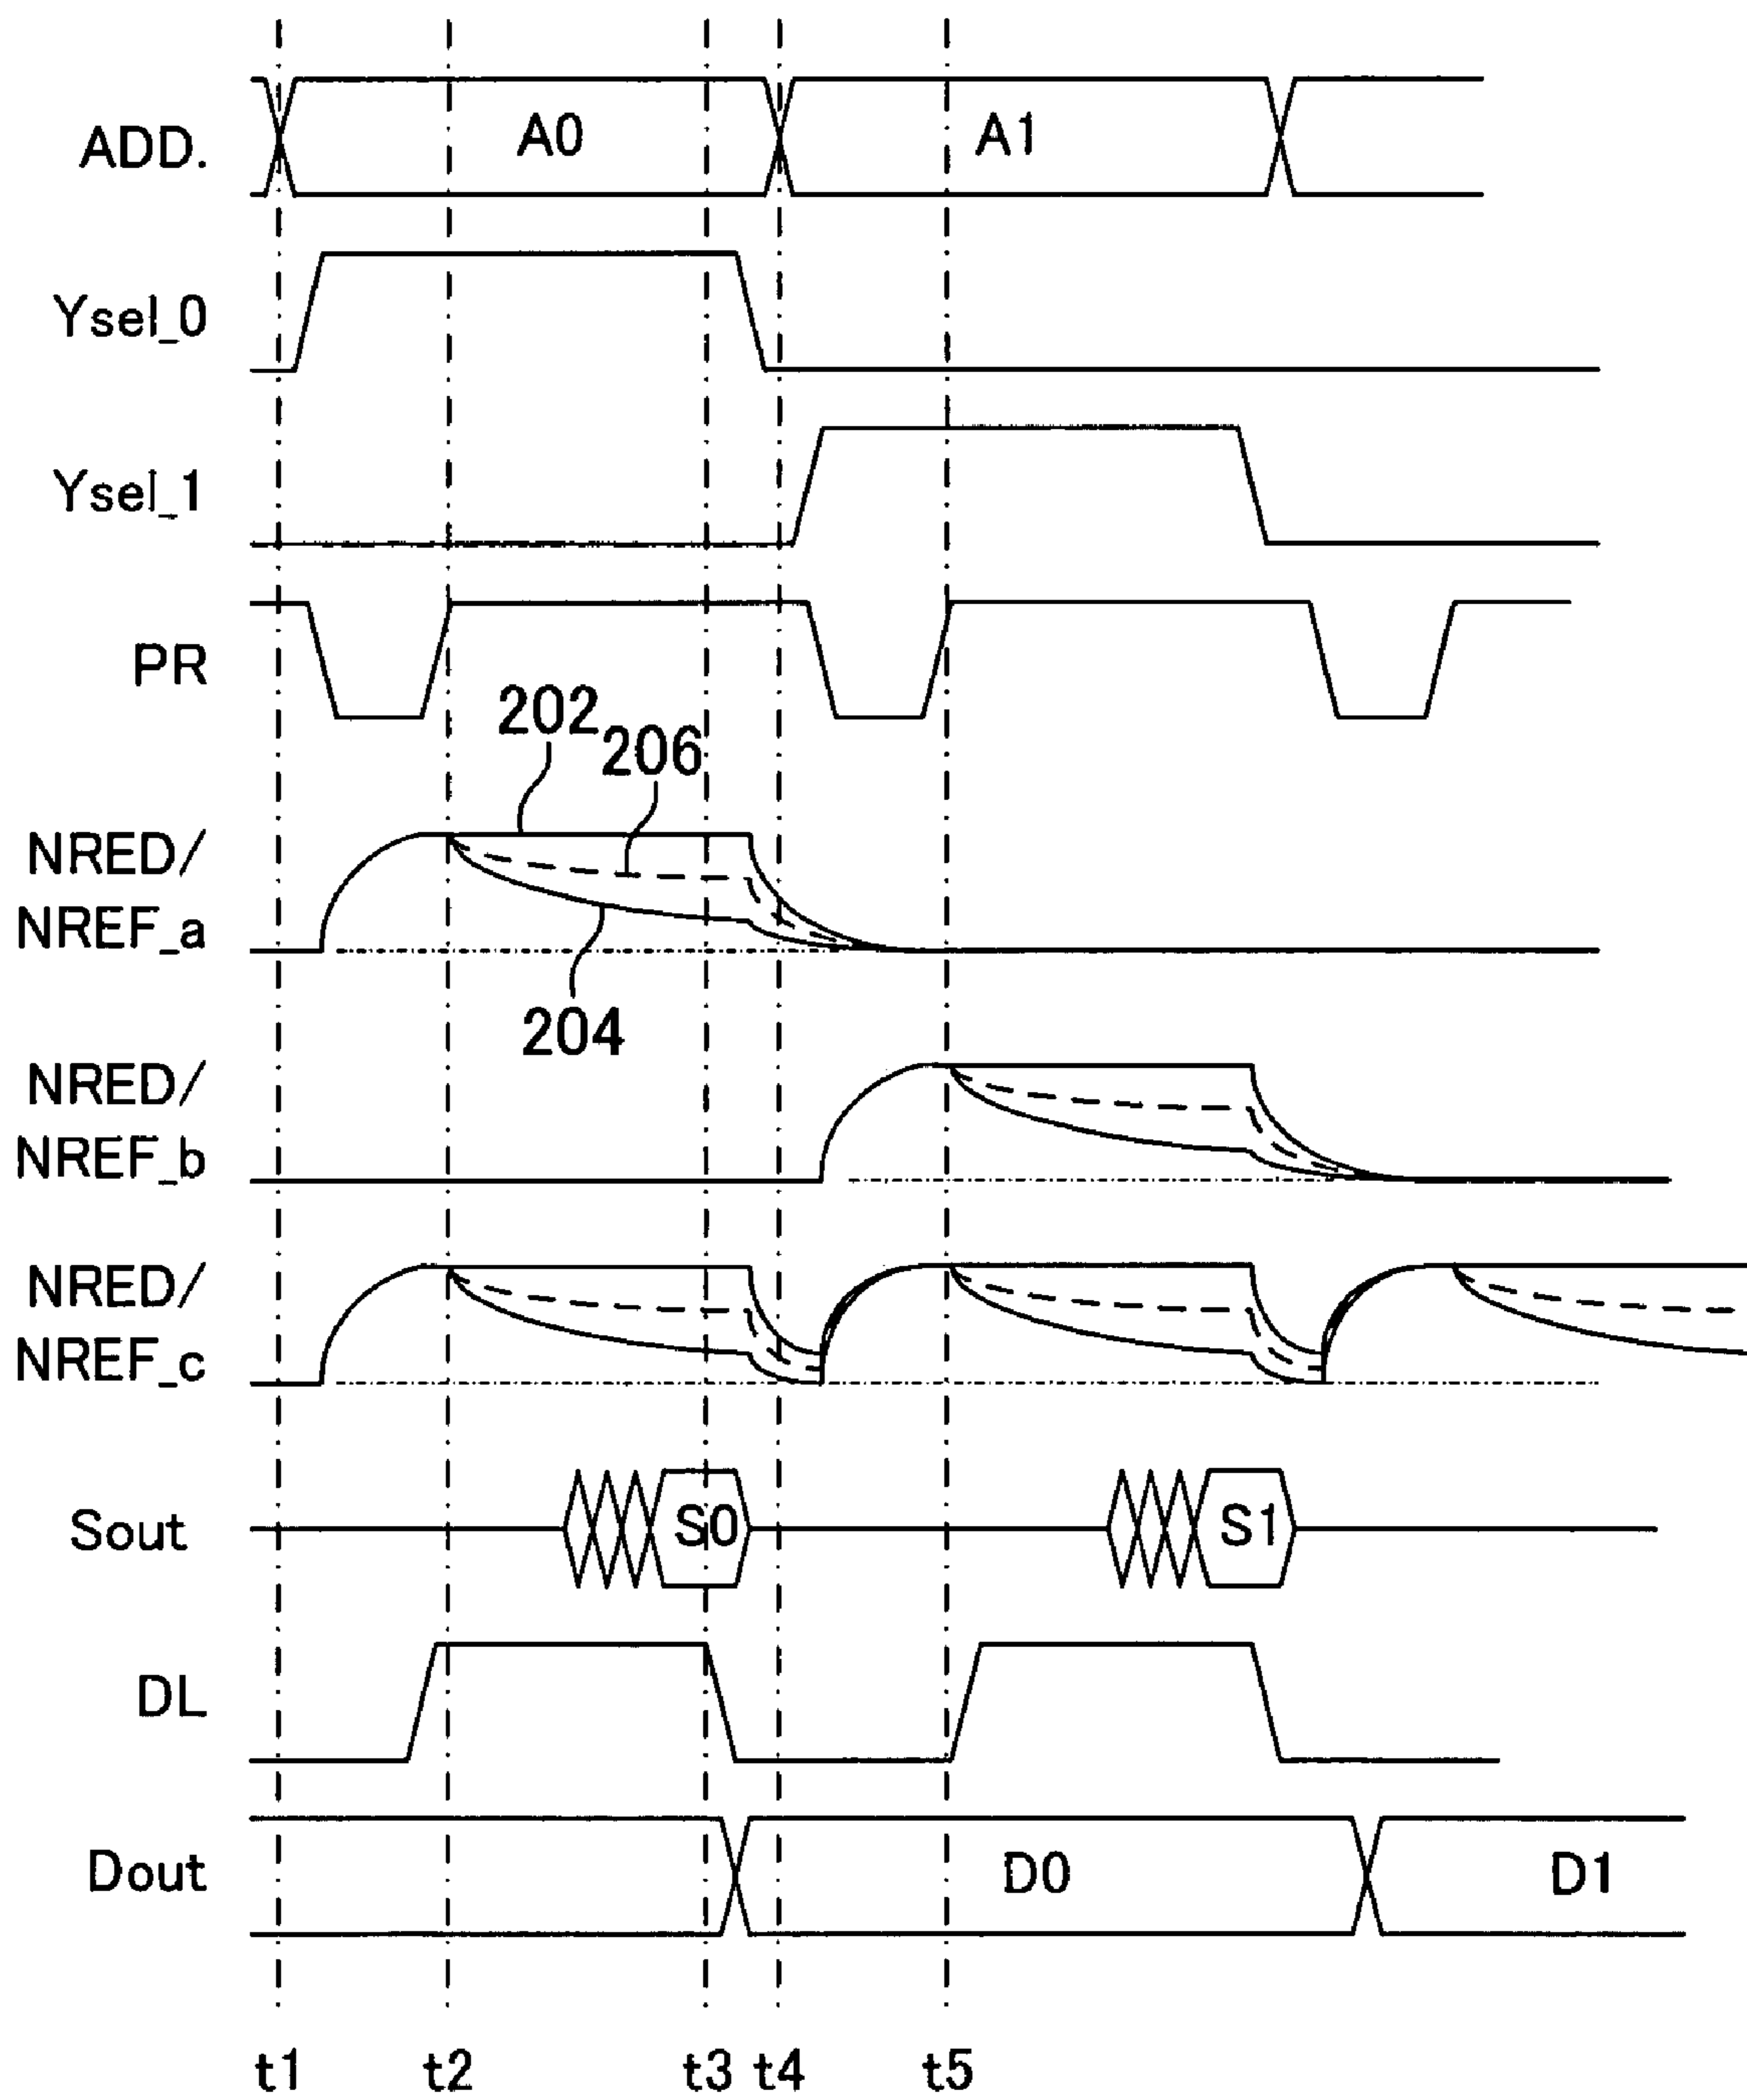 ADD.
A0
A1
Ysel_0
Ysel_1
PR
202
206
NRED/
NREF_a
204
NRED/
NREF_b
NRED/
NREF_c
Sout
S0
S1
DL
Dout
D0
D1
t1 t2 t3 t4 t5